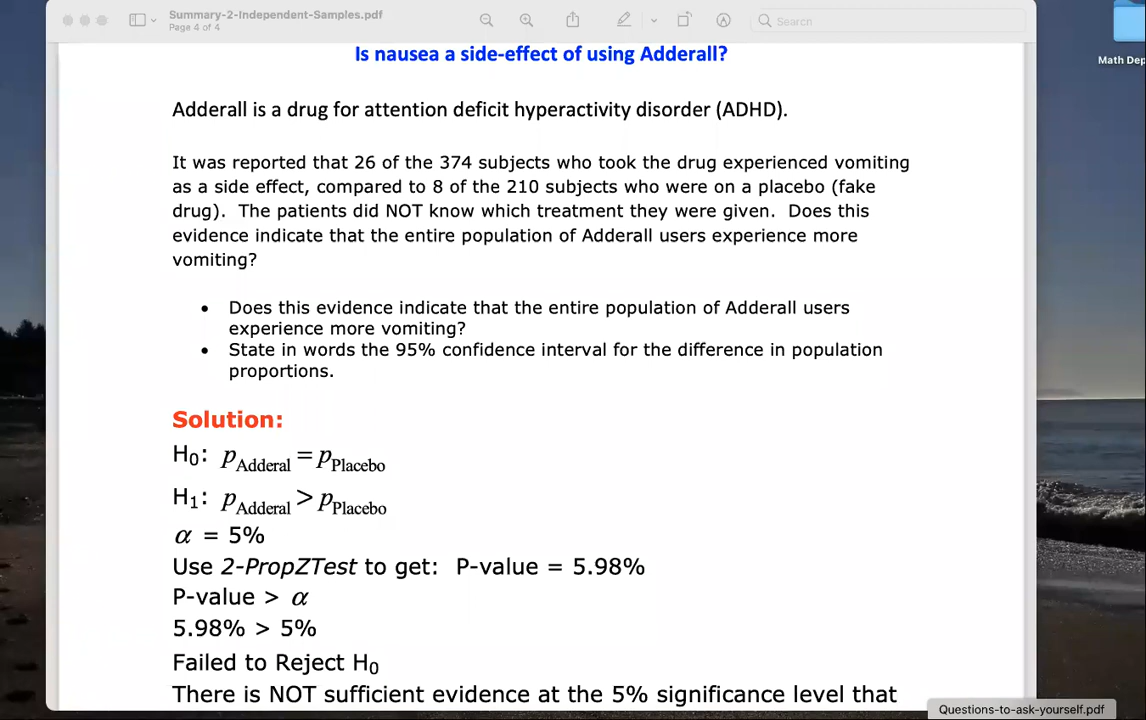 Summary-2-Independent-Samples.pdf
Page 4 of 4
Search
Math Dep
Is nausea a side-effect of using Adderall?
Adderall is a drug for attention deficit hyperactivity disorder (ADHD).
It was reported that 26 of the 374 subjects who took the drug experienced vomiting
as a side effect, compared to 8 of the 210 subjects who were on a placebo (fake
drug).  The patients did NOT know which treatment they were given.  Does this
evidence indicate that the entire population of Adderall users experience more
vomiting?
• Does this evidence indicate that the entire population of Adderall users
experience more vomiting?
• State in words the 95% confidence interval for the difference in population
proportions.
Solution:
H₀: p Adderal = p Placebo
H₁: p Adderal > p Placebo
α = 5%
Use 2-PropZTest to get:  P-value = 5.98%
P-value > α
5.98% > 5%
Failed to Reject H₀
There is NOT sufficient evidence at the 5% significance level that
Questions-to-ask-yourself.pdf